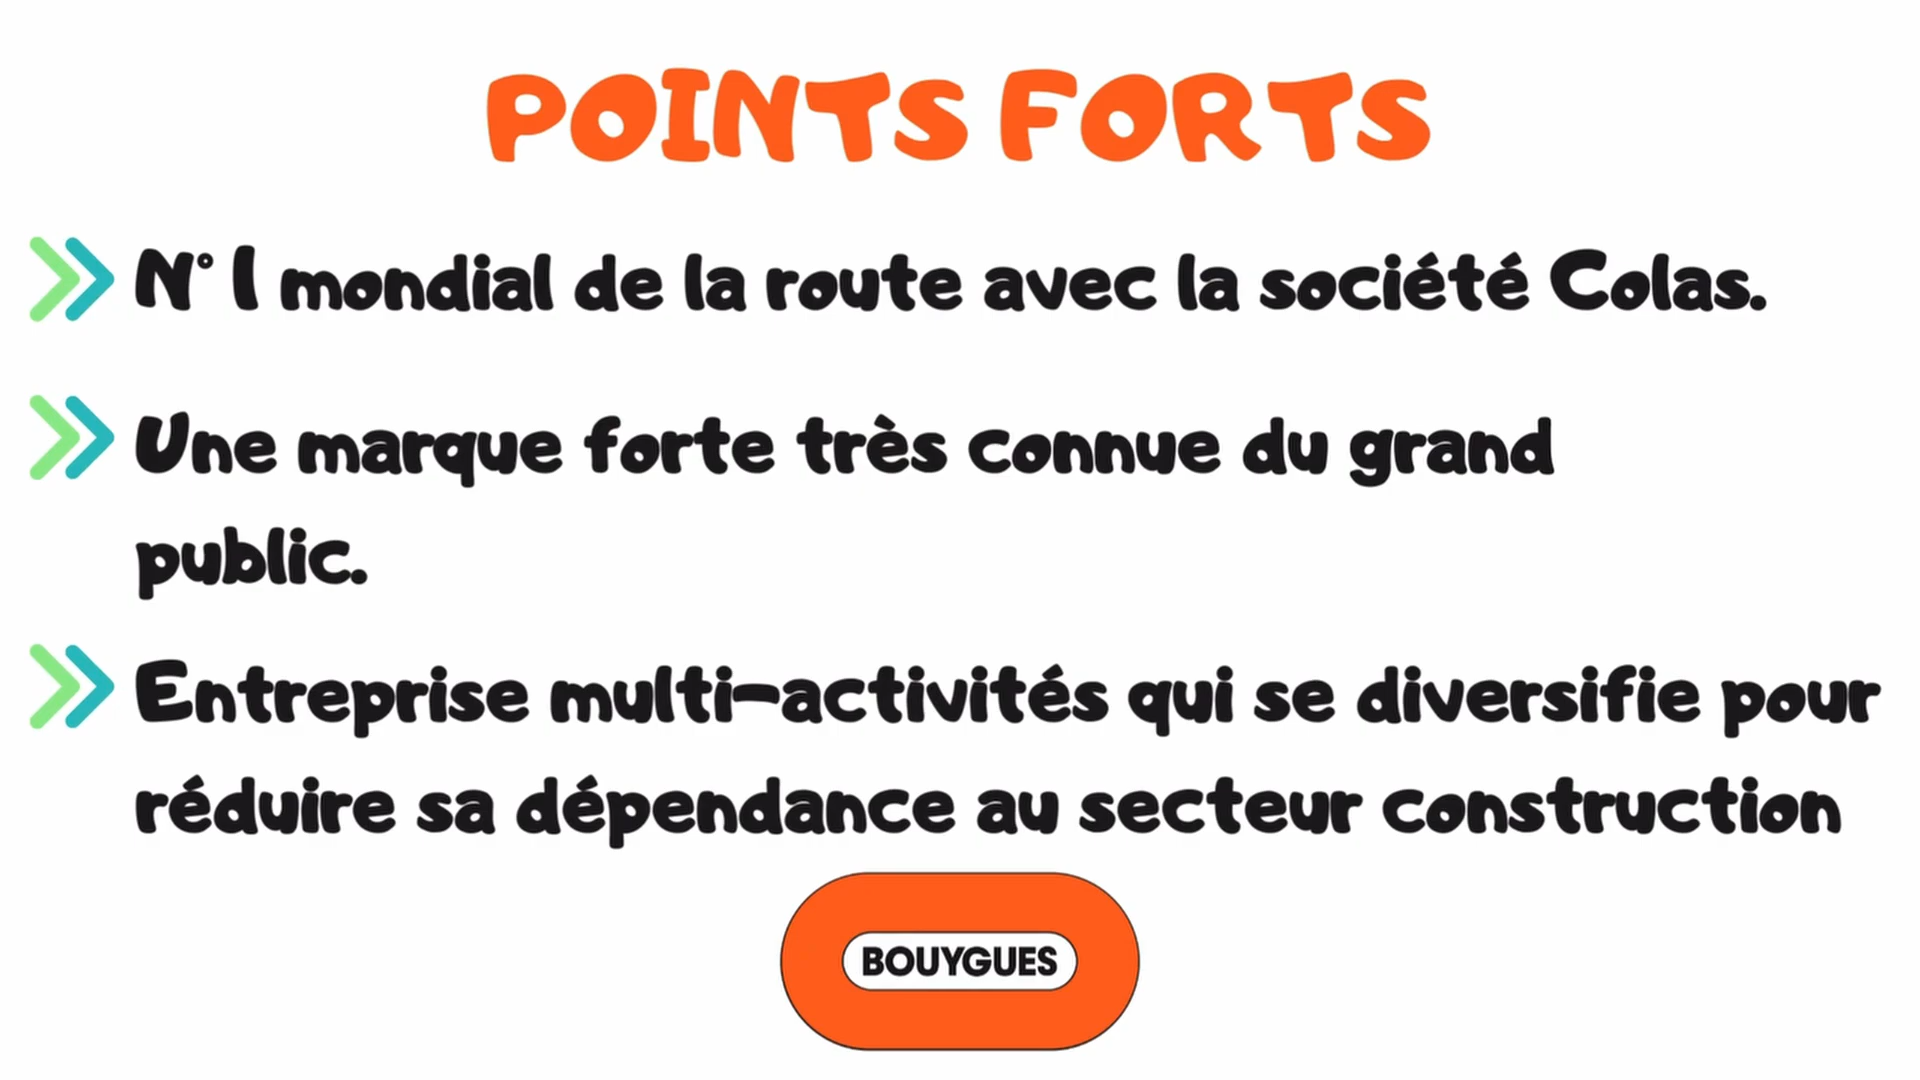 POINTS FORTS
N° 1 mondial de la route avec la société Colas.
Une marque forte très connue du grand
public.
Entreprise multi-activités qui se diversifie pour
réduire sa dépendance au secteur construction
BOUYGUES